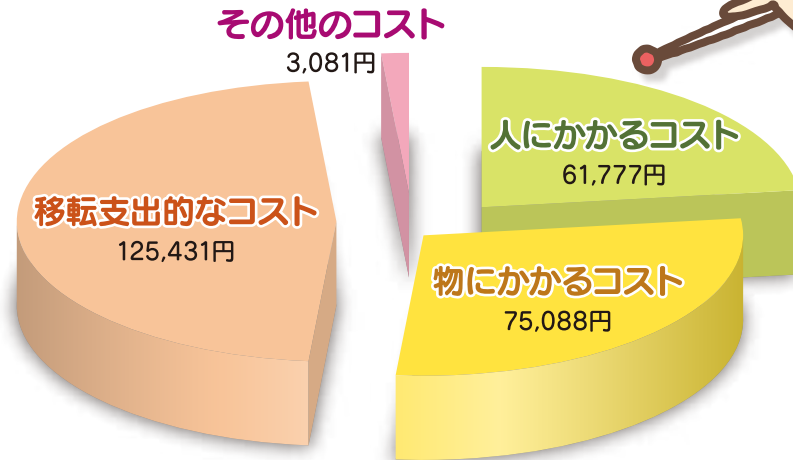 その他のコスト
3,081円
人にかかるコスト
61,777円
移転支出的なコスト
125,431円
物にかかるコスト
75,088円